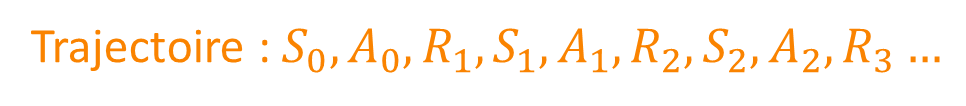 Trajectoire : S₀, A₀, R₁, S₁, A₁, R₂, S₂, A₂, R₃ ...